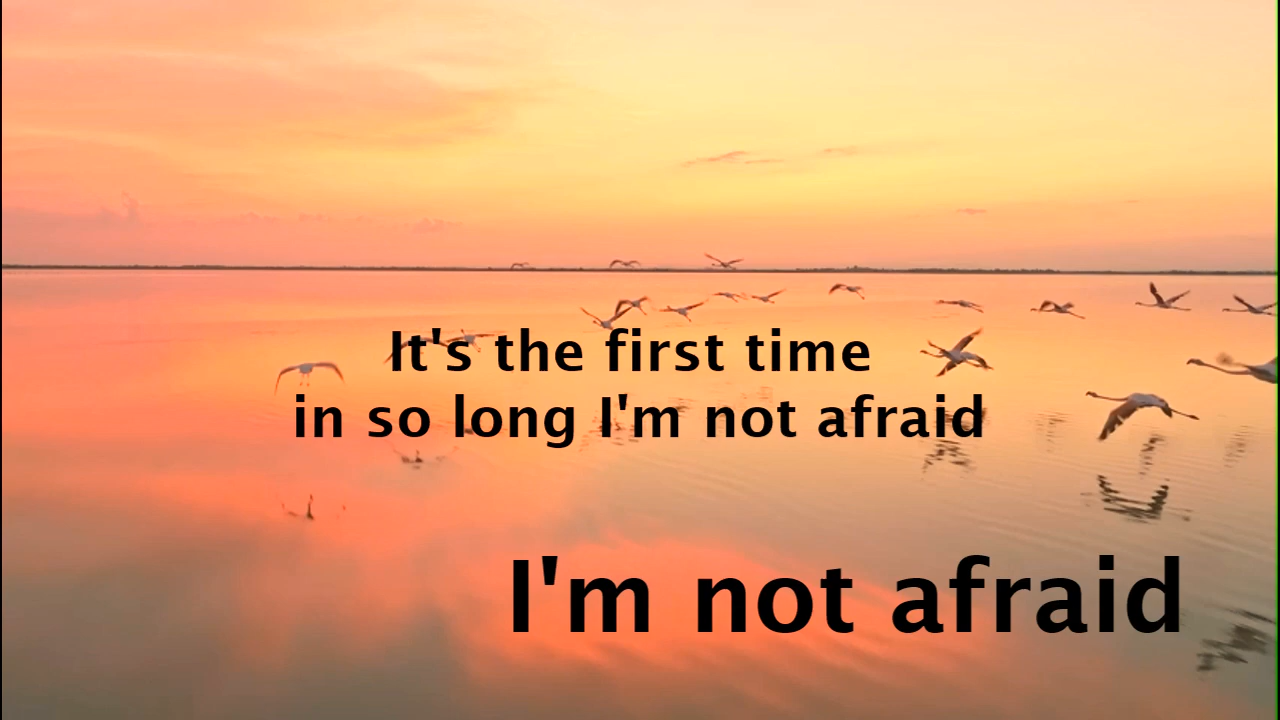 It's the first time
in so long I'm not afraid
I'm not afraid